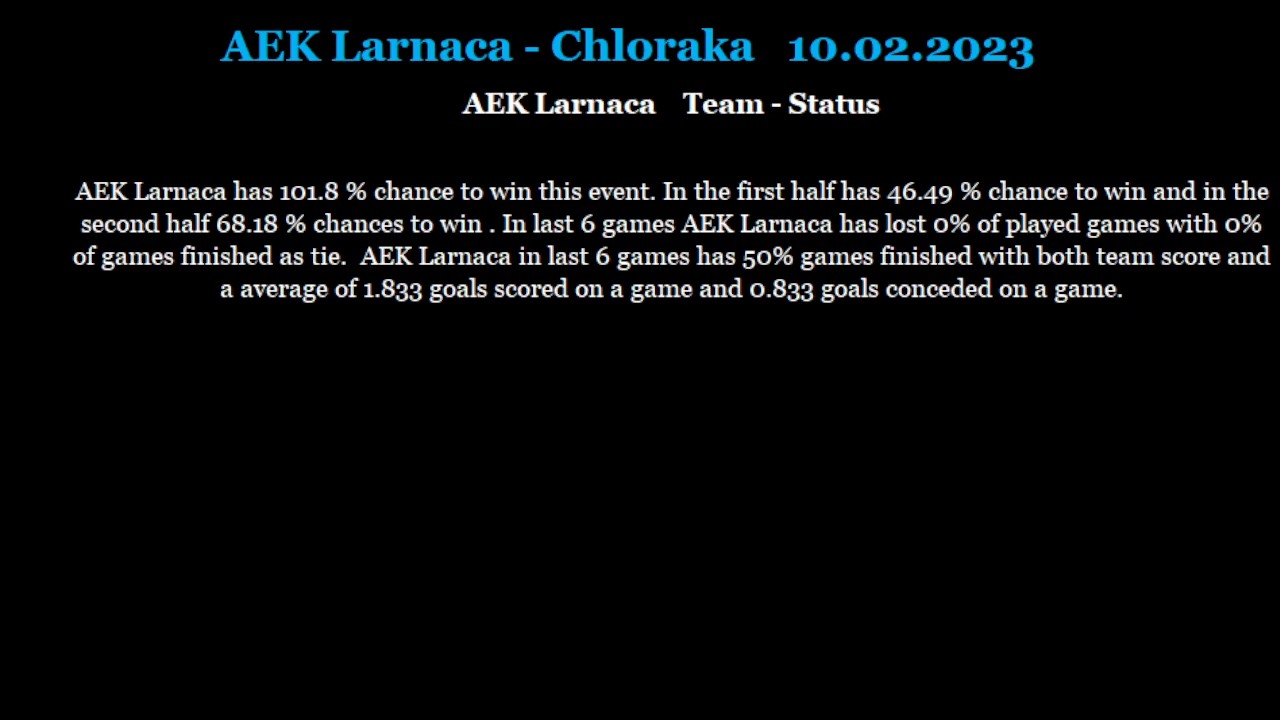 AEK Larnaca - Chloraka 10.02.2023
AEK Larnaca Team - Status
AEK Larnaca has 101.8 % chance to win this event. In the first half has 46.49 % chance to win and in the
second half 68.18 % chances to win . In last 6 games AEK Larnaca has lost 0% of played games with 0%
of games finished as tie. AEK Larnaca in last 6 games has 50% games finished with both team score and
a average of 1.833 goals scored on a game and 0.833 goals conceded on a game.